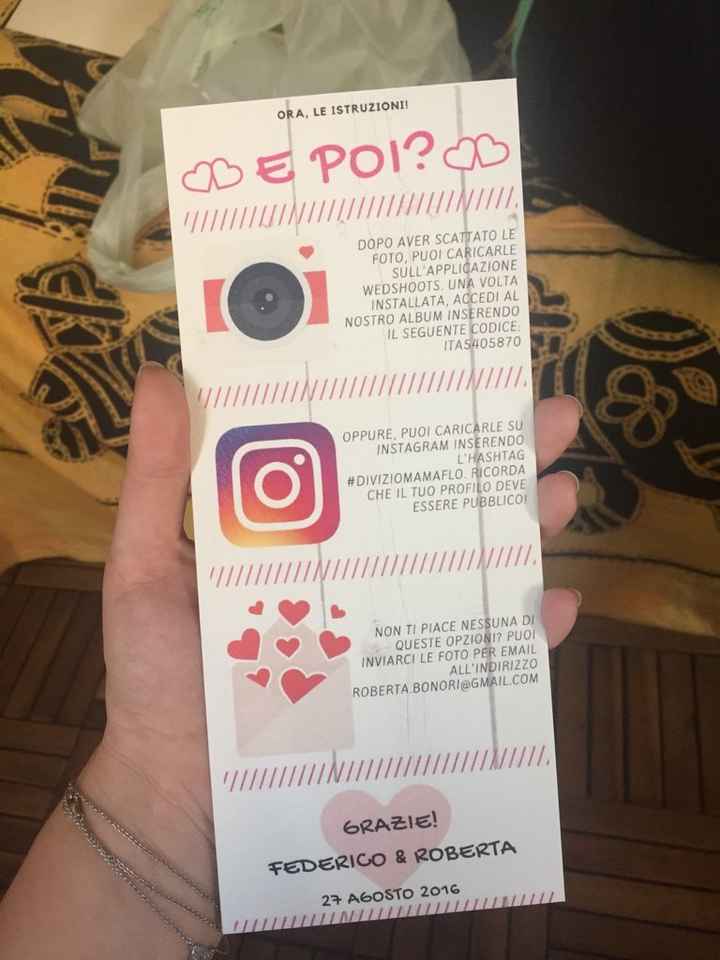 ORA, LE ISTRUZIONI!
E POI?
DOPO AVER SCATTATO LE
FOTO, PUOI CARICARLE
SULL'APPLICAZIONE
WEDSHOOTS. UNA VOLTA
INSTALLATA, ACCEDI AL
NOSTRO ALBUM INSERENDO
IL SEGUENTE CODICE:
ITA5405870
OPPURE, PUOI CARICARLE SU
INSTAGRAM INSERENDO
L'HASHTAG
#DIVIZIOMAMAFLO. RICORDA
CHE IL TUO PROFILO DEVE
ESSERE PUBBLICO!
NON TI PIACE NESSUNA DI
QUESTE OPZIONI? PUOI
INVIARCI LE FOTO PER EMAIL
ALL'INDIRIZZO
ROBERTA.BONORI@GMAIL.COM
GRAZIE!
FEDERICO & ROBERTA
27 AGOSTO 2016